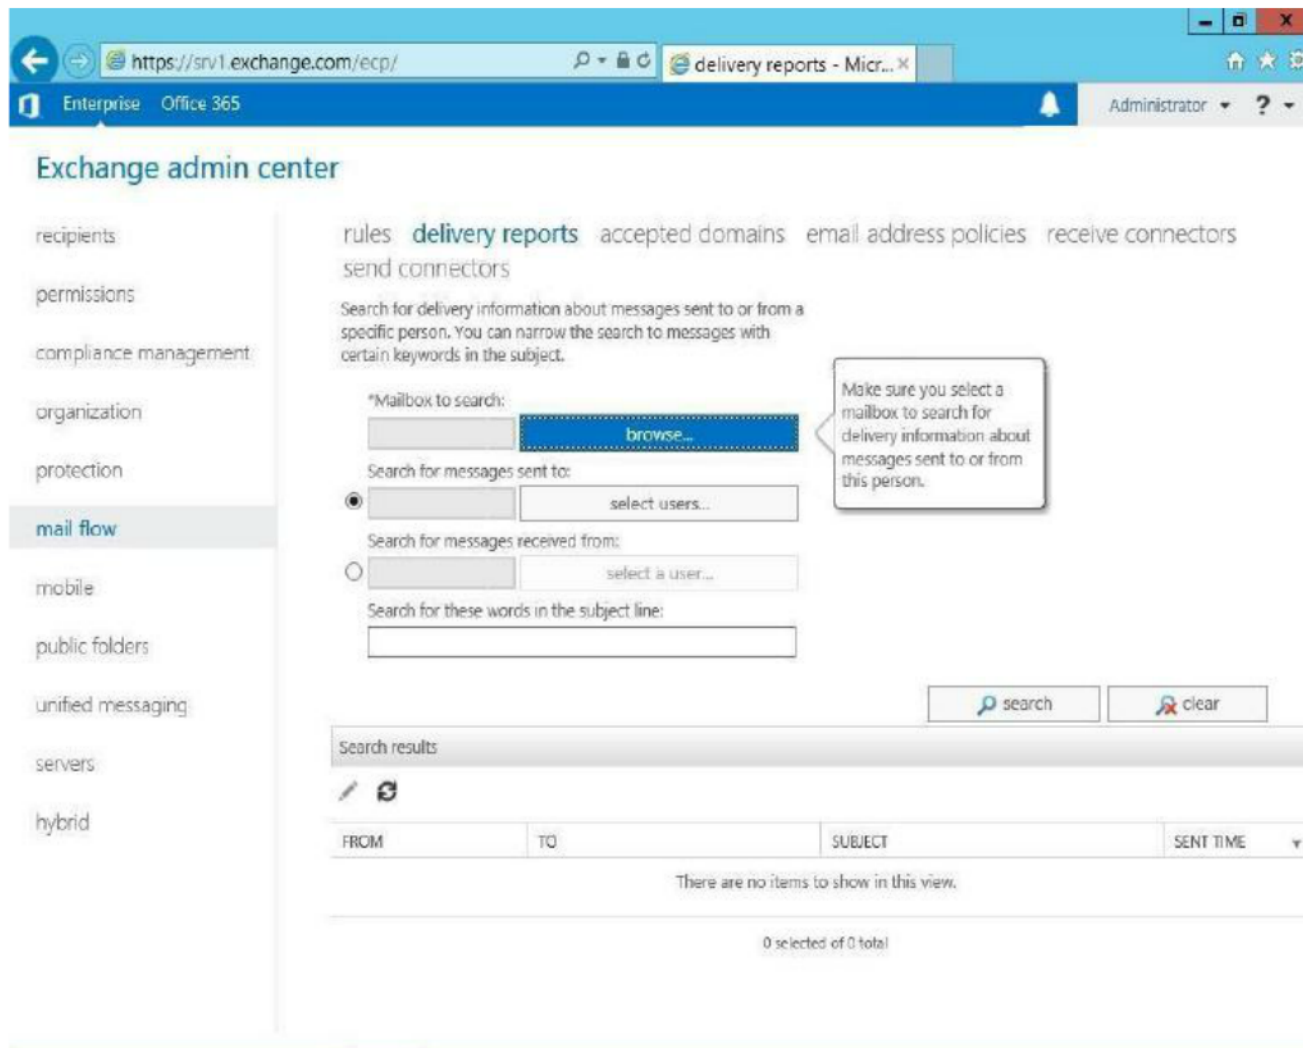 https://srv1.exchange.com/ecp/
delivery reports - Micr...
Enterprise Office 365
Administrator ?
Exchange admin center
recipients
permissions
compliance management
organization
protection
mail flow
mobile
public folders
unified messaging
servers
hybrid
rules delivery reports accepted domains email address policies receive connectors
send connectors
Search for delivery information about messages sent to or from a
specific person. You can narrow the search to messages with
certain keywords in the subject.
*Mailbox to search:
browse...
Make sure you select a
mailbox to search for
delivery information about
messages sent to or from
this person.
Search for messages sent to:
select users...
Search for messages received from:
select a user...
Search for these words in the subject line:
search clear
Search results
FROM TO SUBJECT SENT TIME
There are no items to show in this view.
0 selected of 0 total